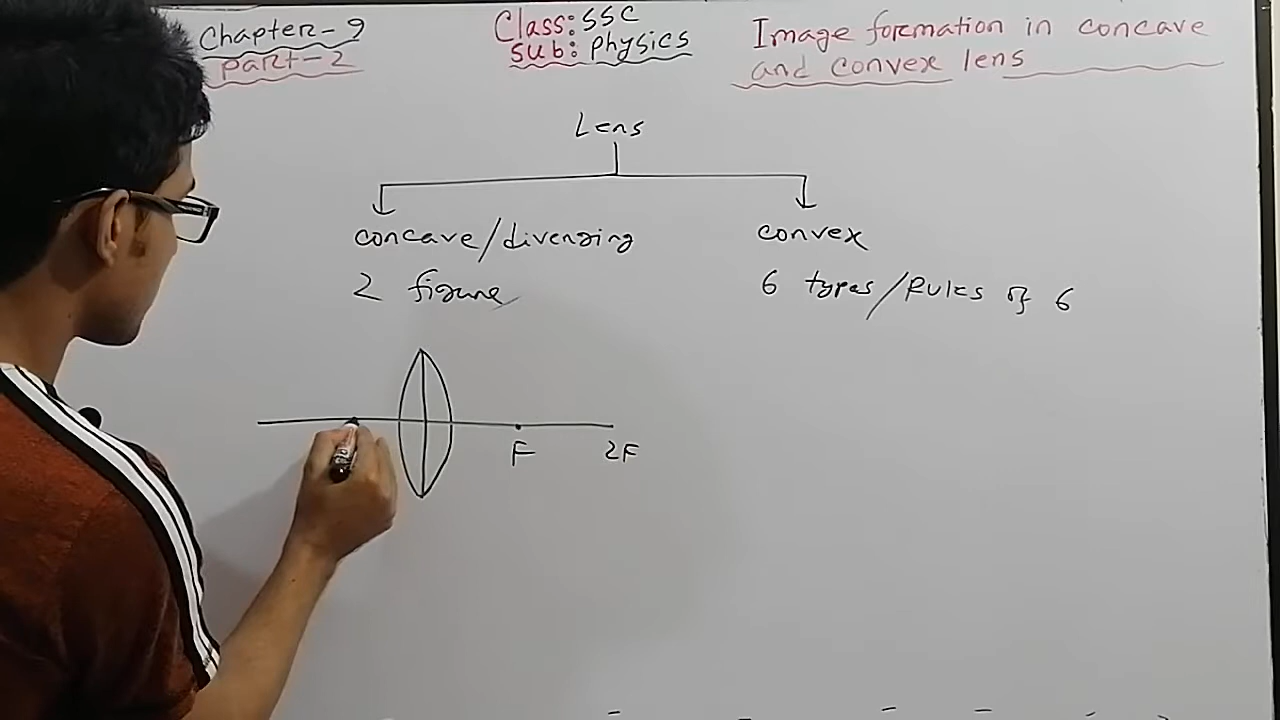 Chapter-9
Part-2
Class: SSC
Sub: Physics
Image formation in concave
and convex lens
Lens
concave/diverging
2 figure
convex
6 types/Rules of 6
F
2F